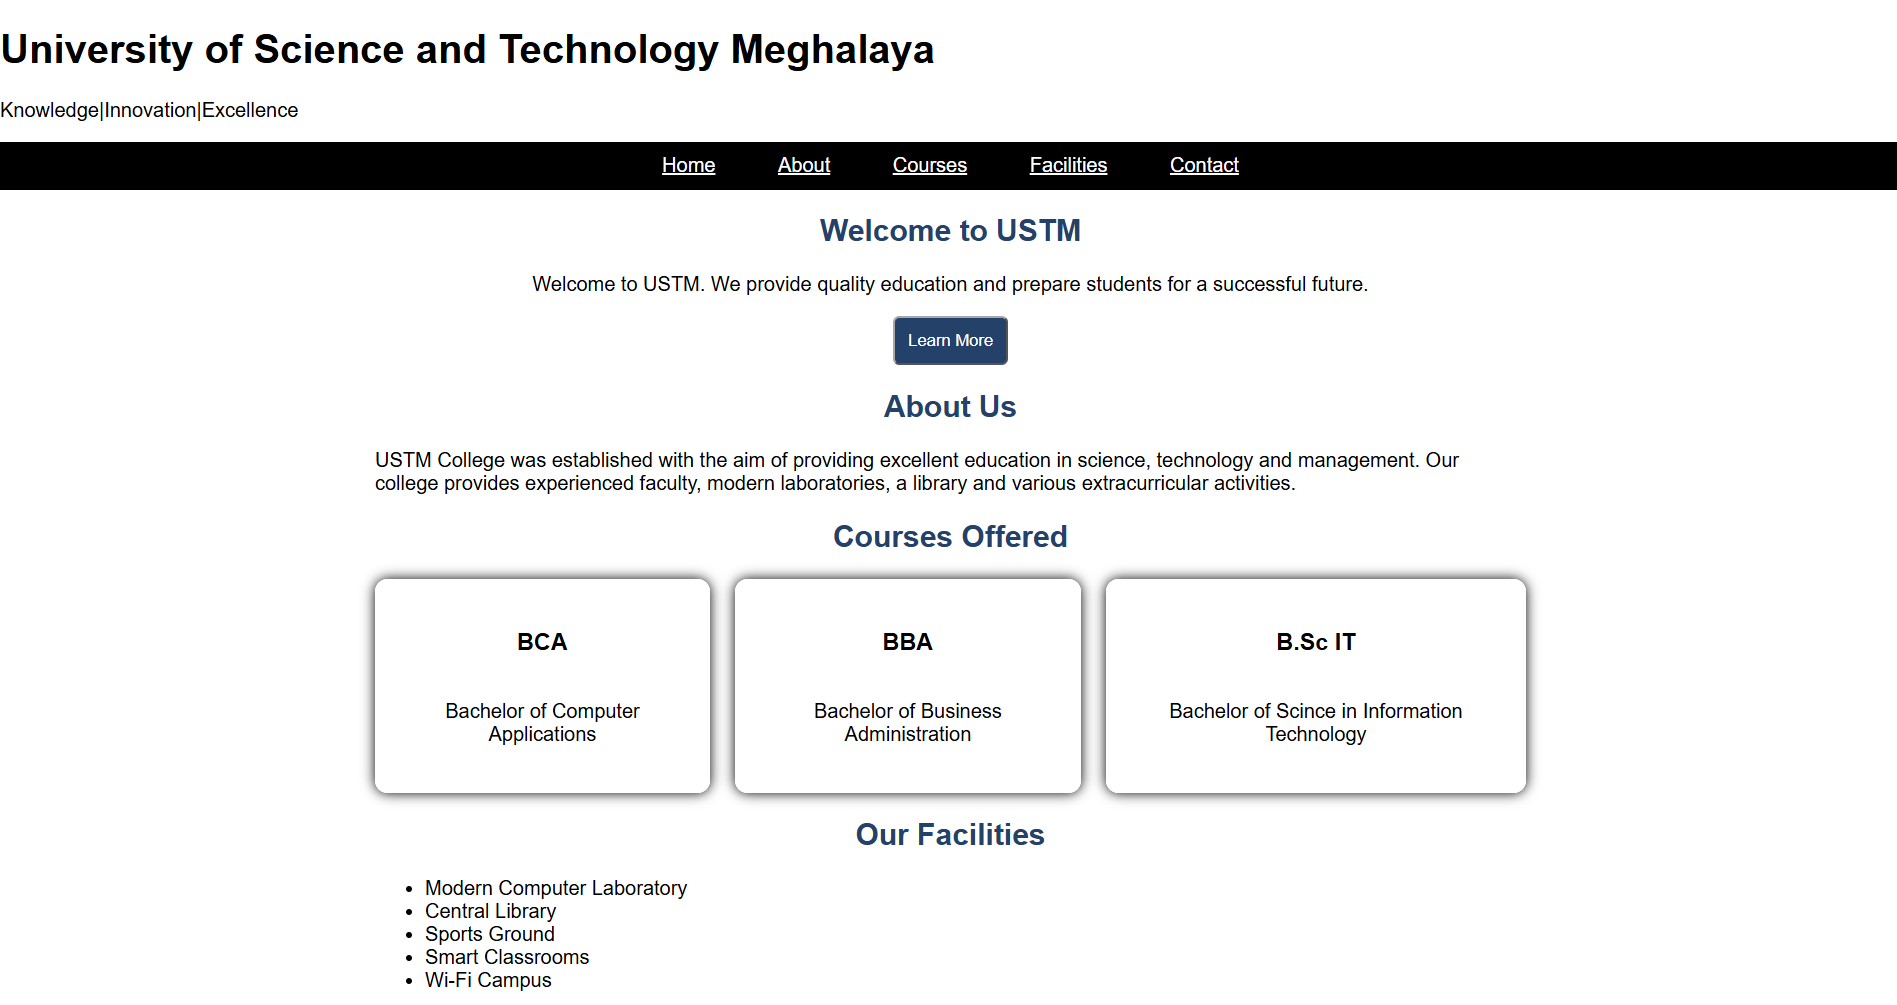 University of Science and Technology Meghalaya
Knowledge|Innovation|Excellence
Home About Courses Facilities Contact
Welcome to USTM
Welcome to USTM. We provide quality education and prepare students for a successful future.
Learn More
About Us
USTM College was established with the aim of providing excellent education in science, technology and management. Our
college provides experienced faculty, modern laboratories, a library and various extracurricular activities.
Courses Offered
BCA
Bachelor of Computer
Applications
BBA
Bachelor of Business
Administration
B.Sc IT
Bachelor of Scince in Information
Technology
Our Facilities
• Modern Computer Laboratory
• Central Library
• Sports Ground
• Smart Classrooms
• Wi-Fi Campus